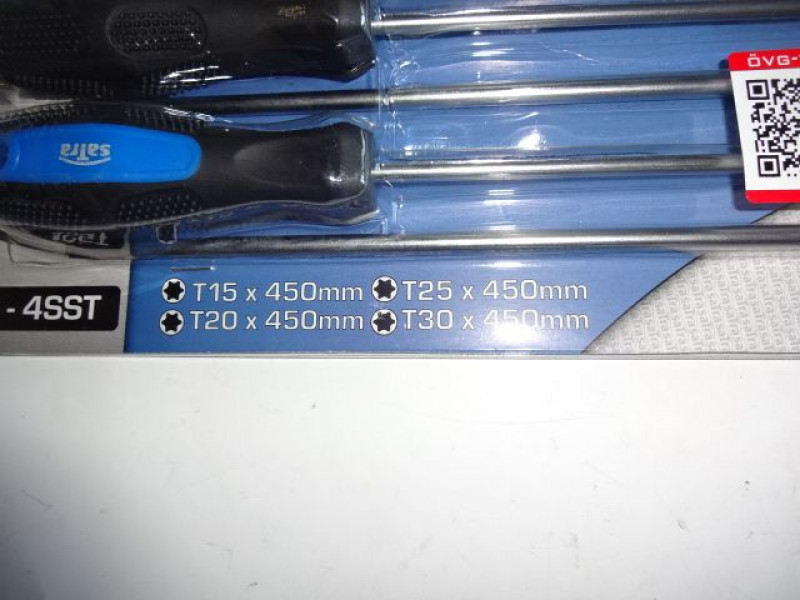 ÖVG-
satra
- 4SST
T15 x 450mm T25 x 450mm
T20 x 450mm T30 x 450mm